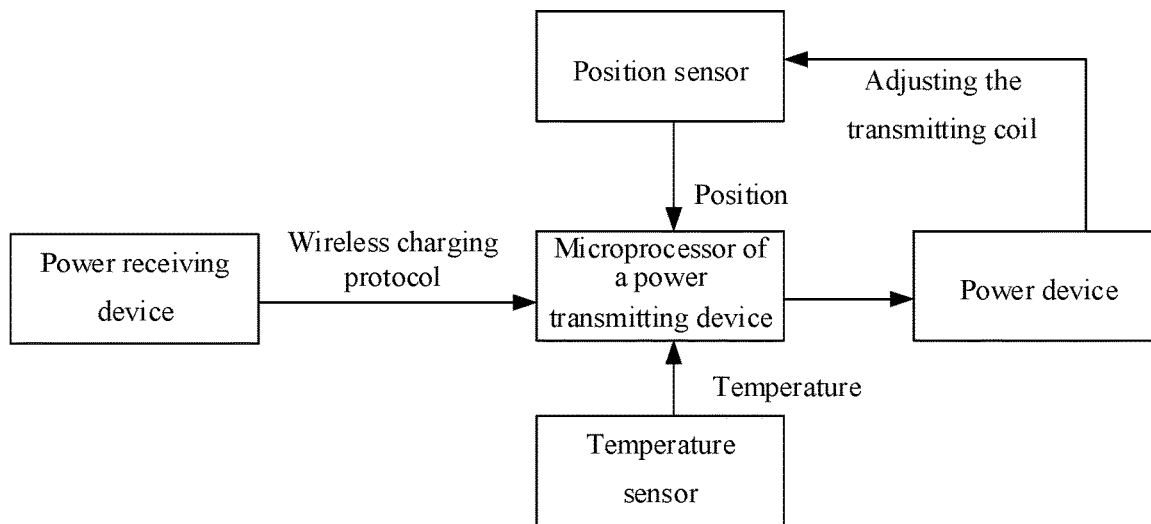 Position sensor
Adjusting the
transmitting coil
Position
Power receiving
device
Wireless charging
protocol
Microprocessor of
a power
transmitting device
Power device
Temperature
Temperature
sensor